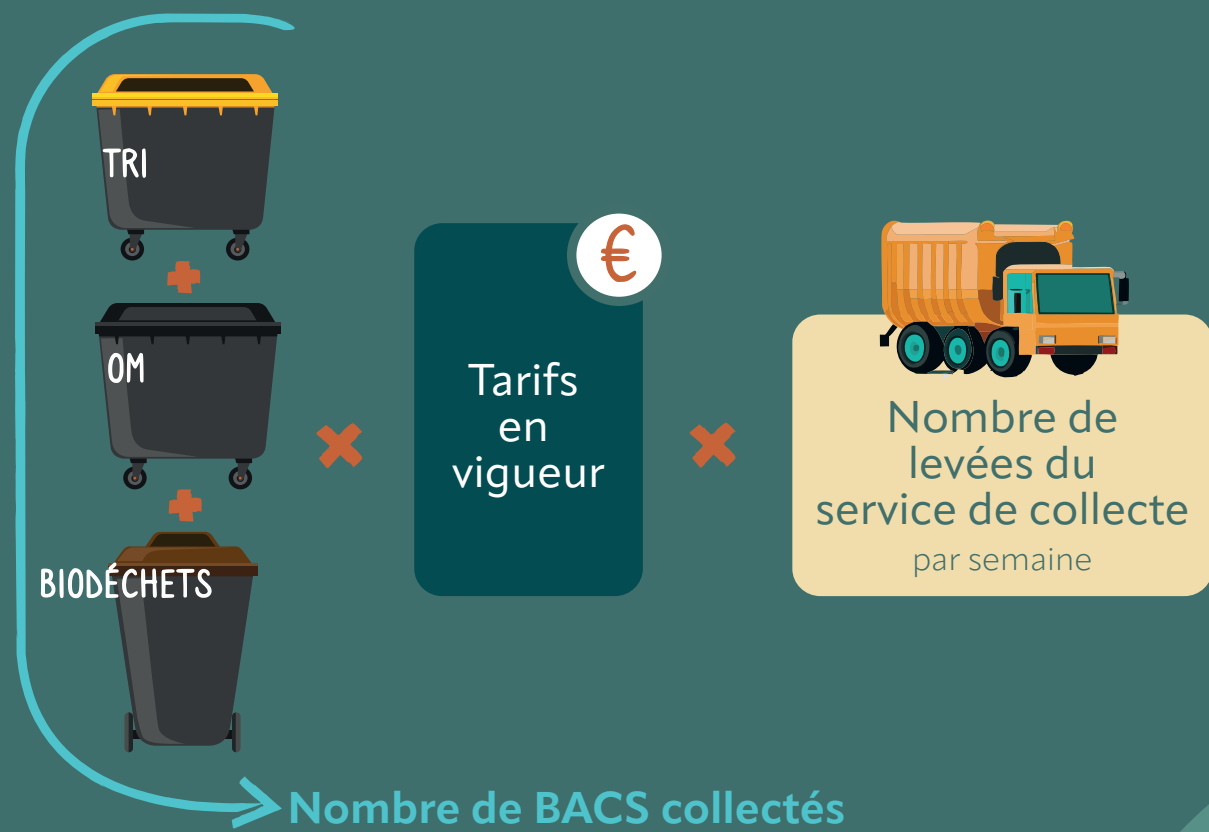 TRI
OM
BIODÉCHETS
€
Tarifs
en
vigueur
Nombre de
levées du
service de collecte
par semaine
Nombre de BACS collectés